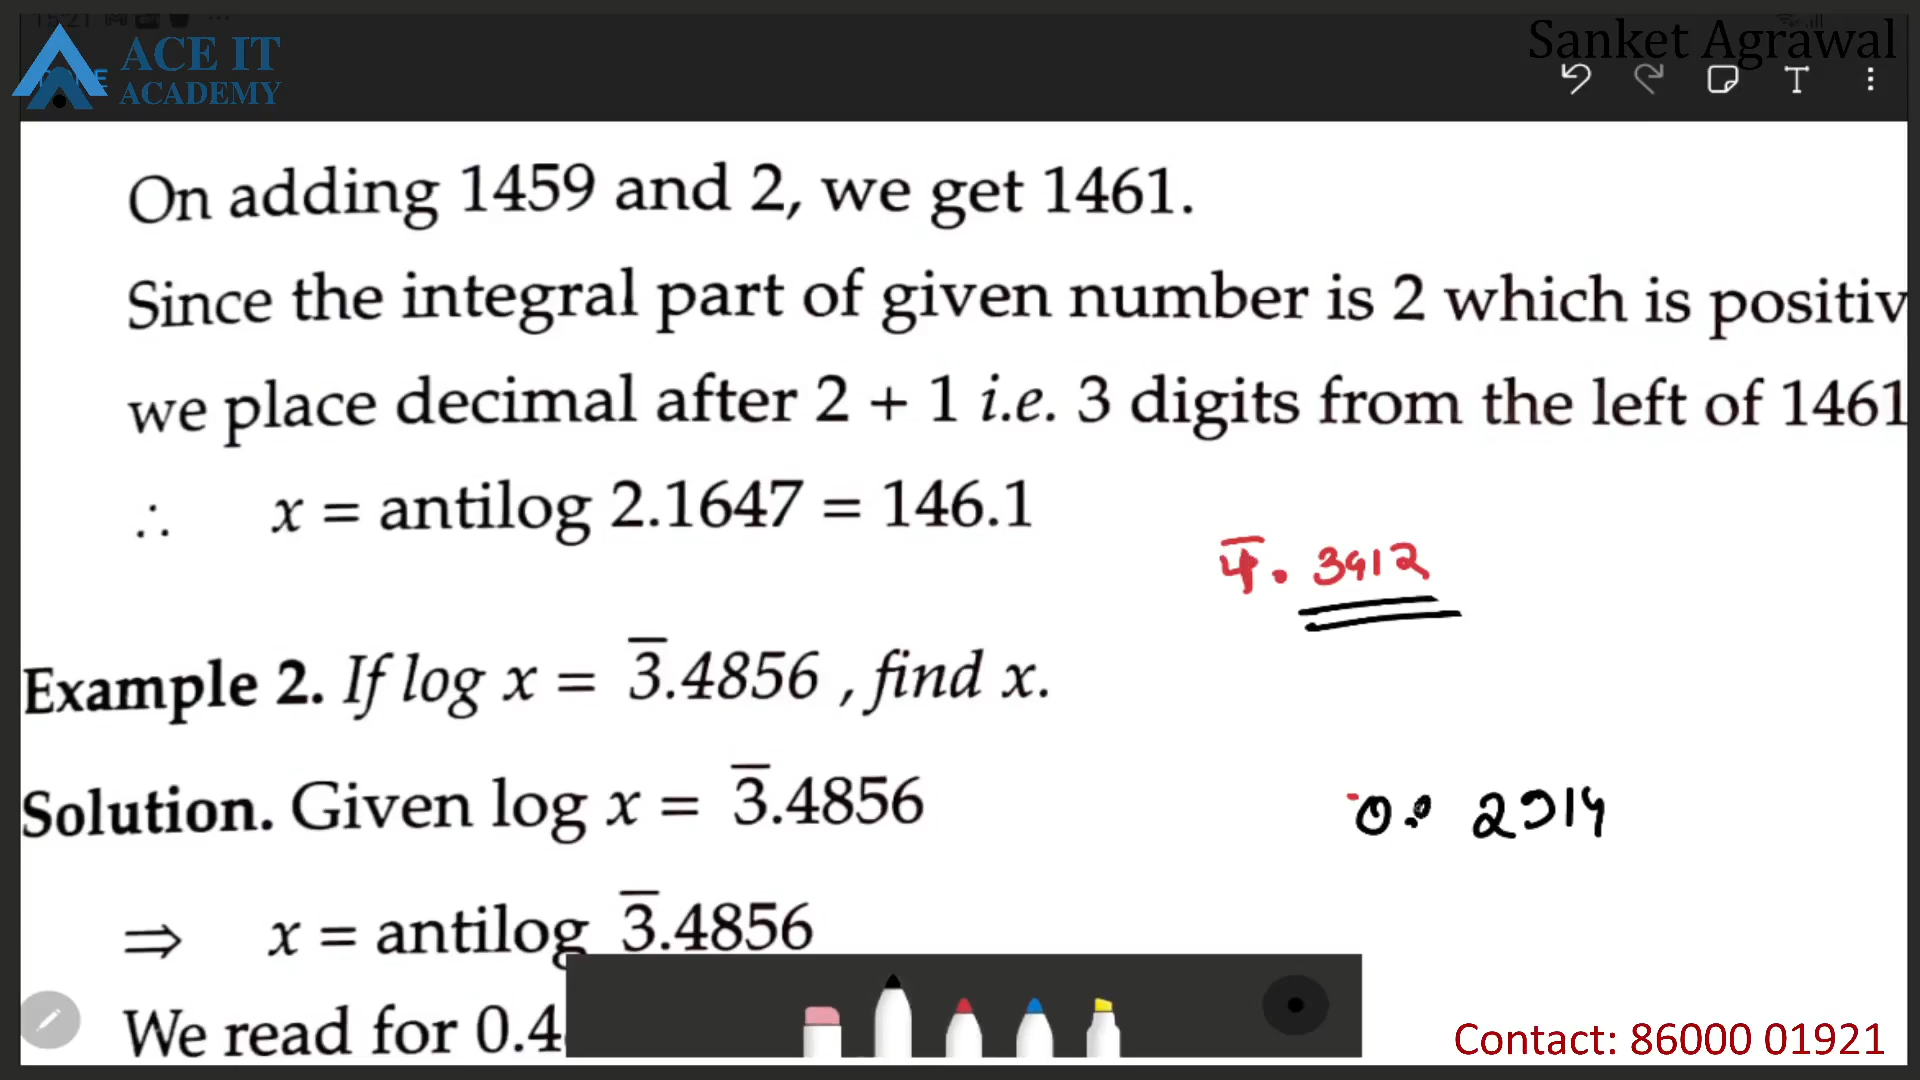 ACE IT
ACADEMY
Sanket Agrawal
On adding 1459 and 2, we get 1461.
Since the integral part of given number is 2 which is positiv
we place decimal after 2 + 1 i.e. 3 digits from the left of 1461
∴ x = antilog 2.1647 = 146.1
4̅. 3912
Example 2. If log x = 3̅.4856 , find x.
Solution. Given log x = 3̅.4856
⇒ x = antilog 3̅.4856
We read for 0.4
Contact: 86000 01921